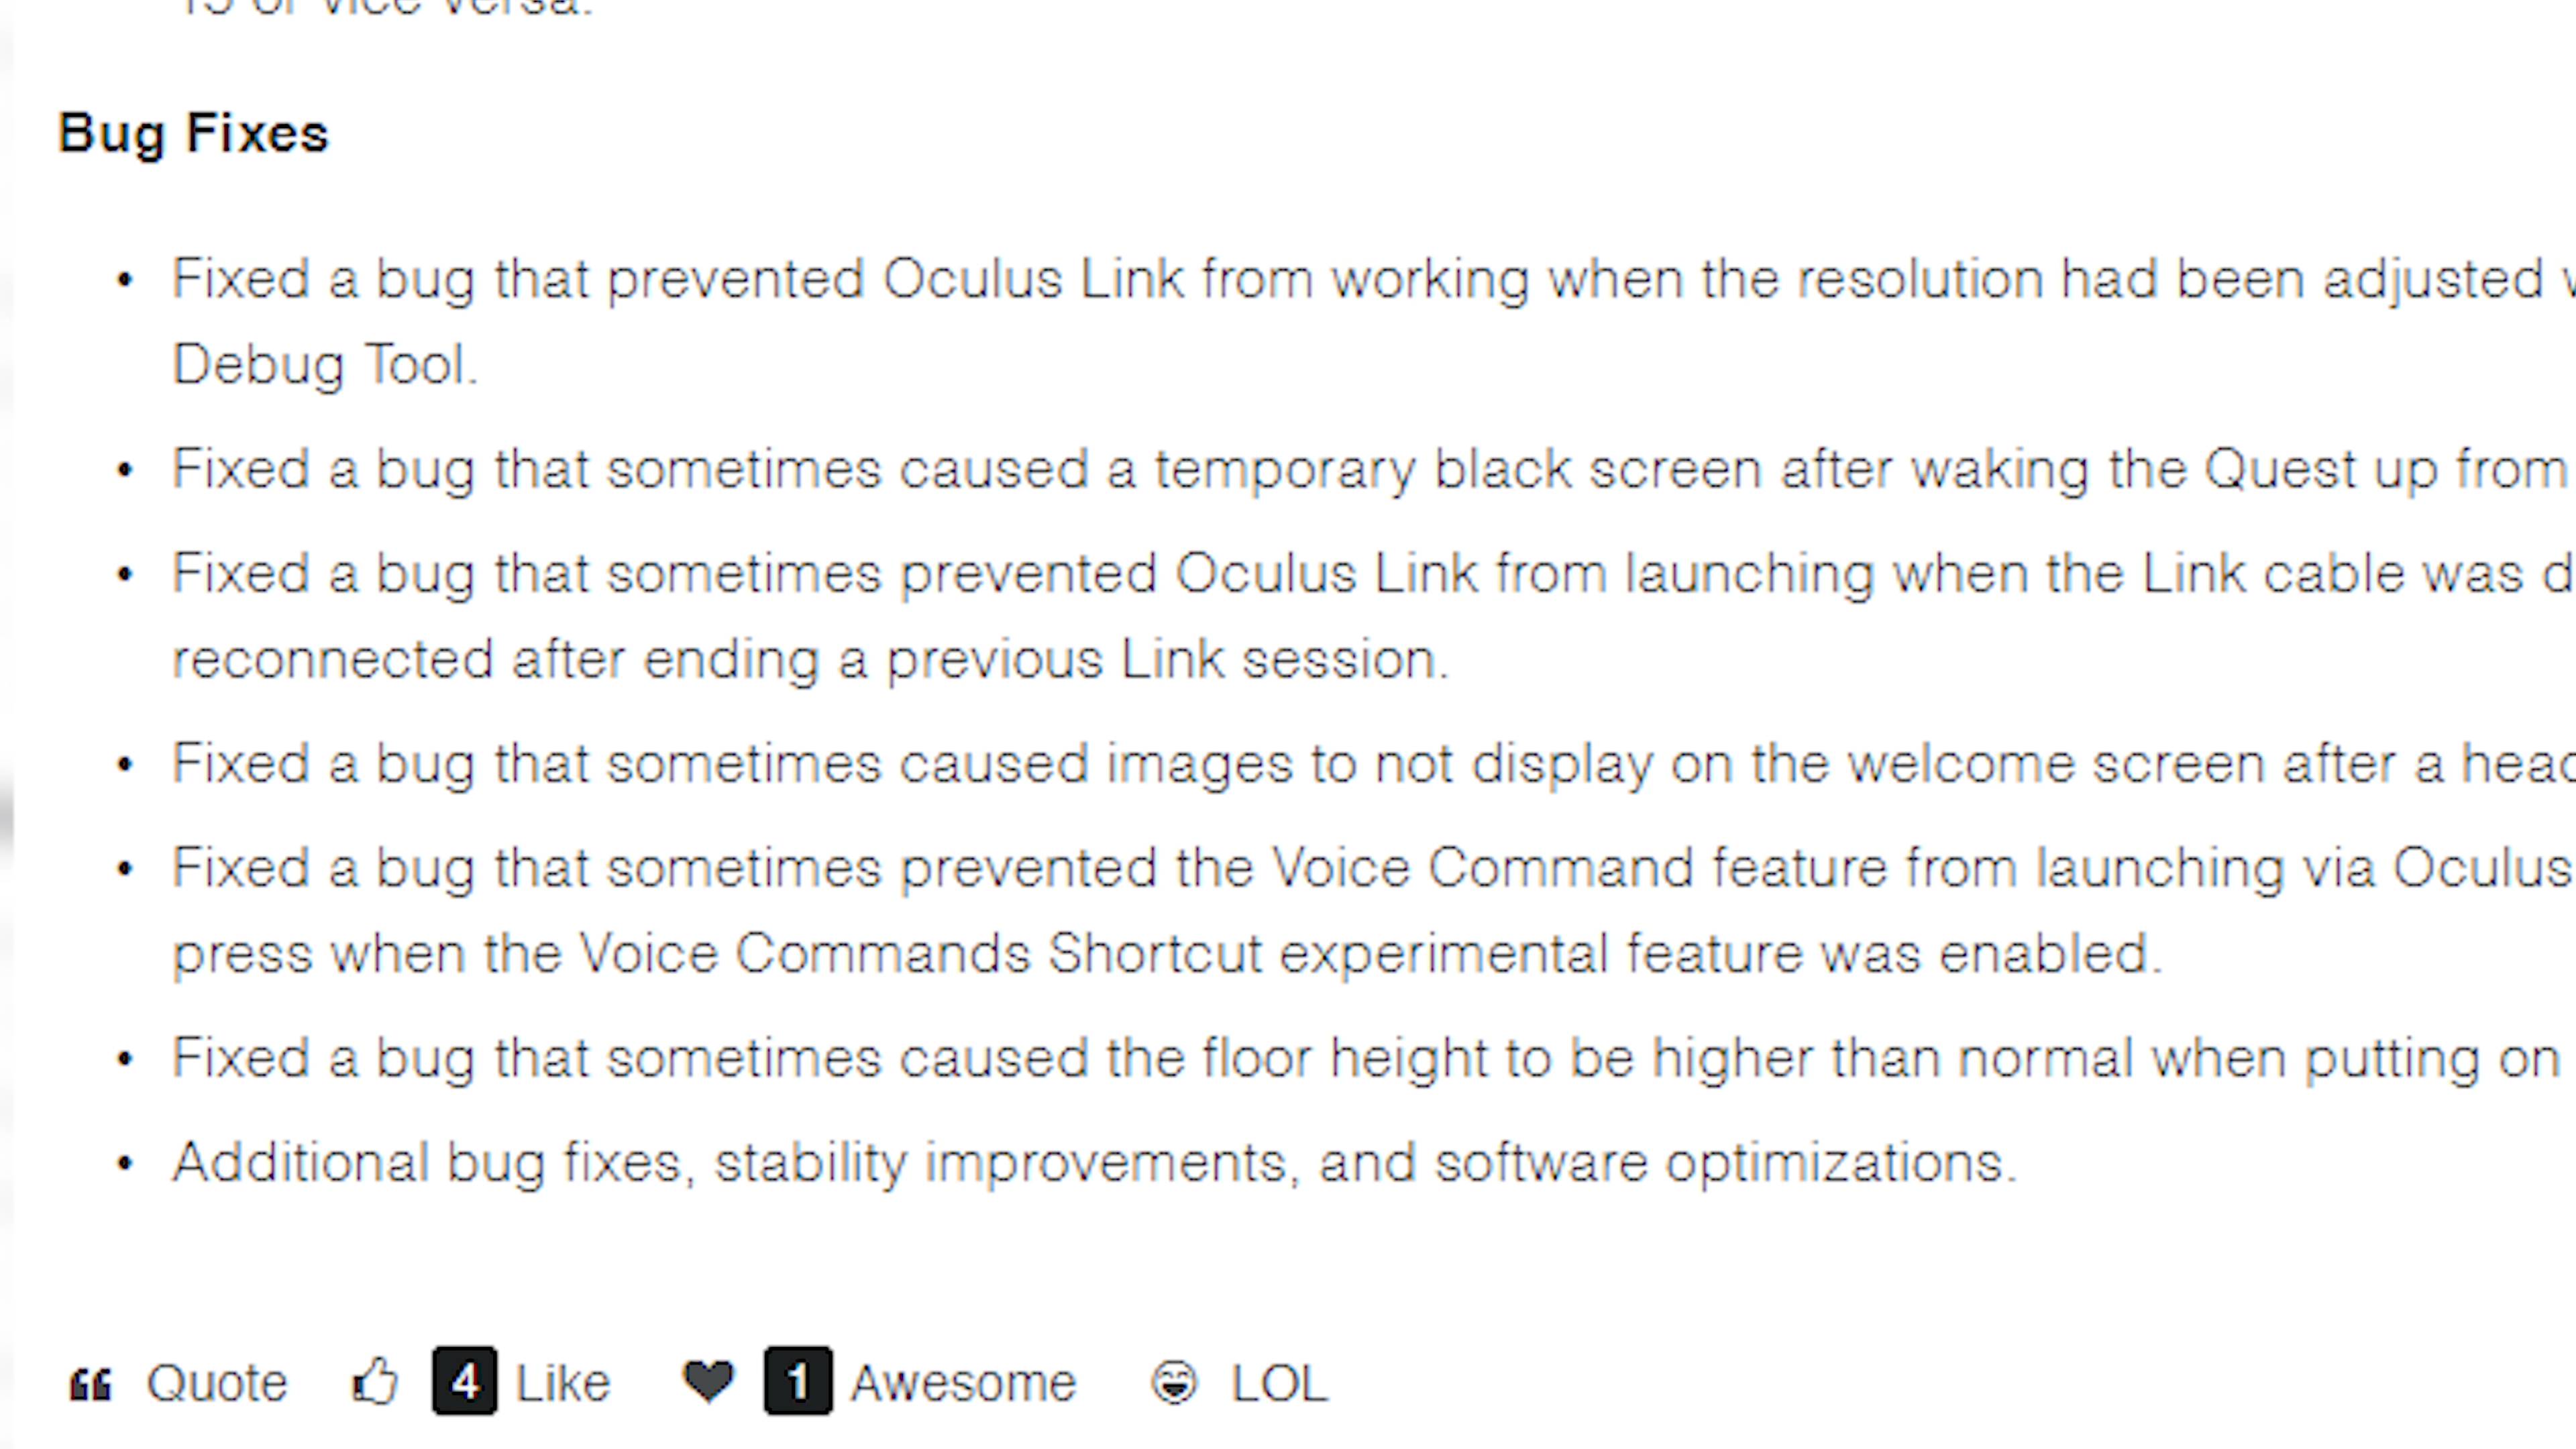 15 or vice versa.
Bug Fixes
• Fixed a bug that prevented Oculus Link from working when the resolution had been adjusted
Debug Tool.
• Fixed a bug that sometimes caused a temporary black screen after waking the Quest up from
• Fixed a bug that sometimes prevented Oculus Link from launching when the Link cable was
reconnected after ending a previous Link session.
• Fixed a bug that sometimes caused images to not display on the welcome screen after a
• Fixed a bug that sometimes prevented the Voice Command feature from launching via Oculus
press when the Voice Commands Shortcut experimental feature was enabled.
• Fixed a bug that sometimes caused the floor height to be higher than normal when putting on
• Additional bug fixes, stability improvements, and software optimizations.
Quote 4 Like 1 Awesome LOL